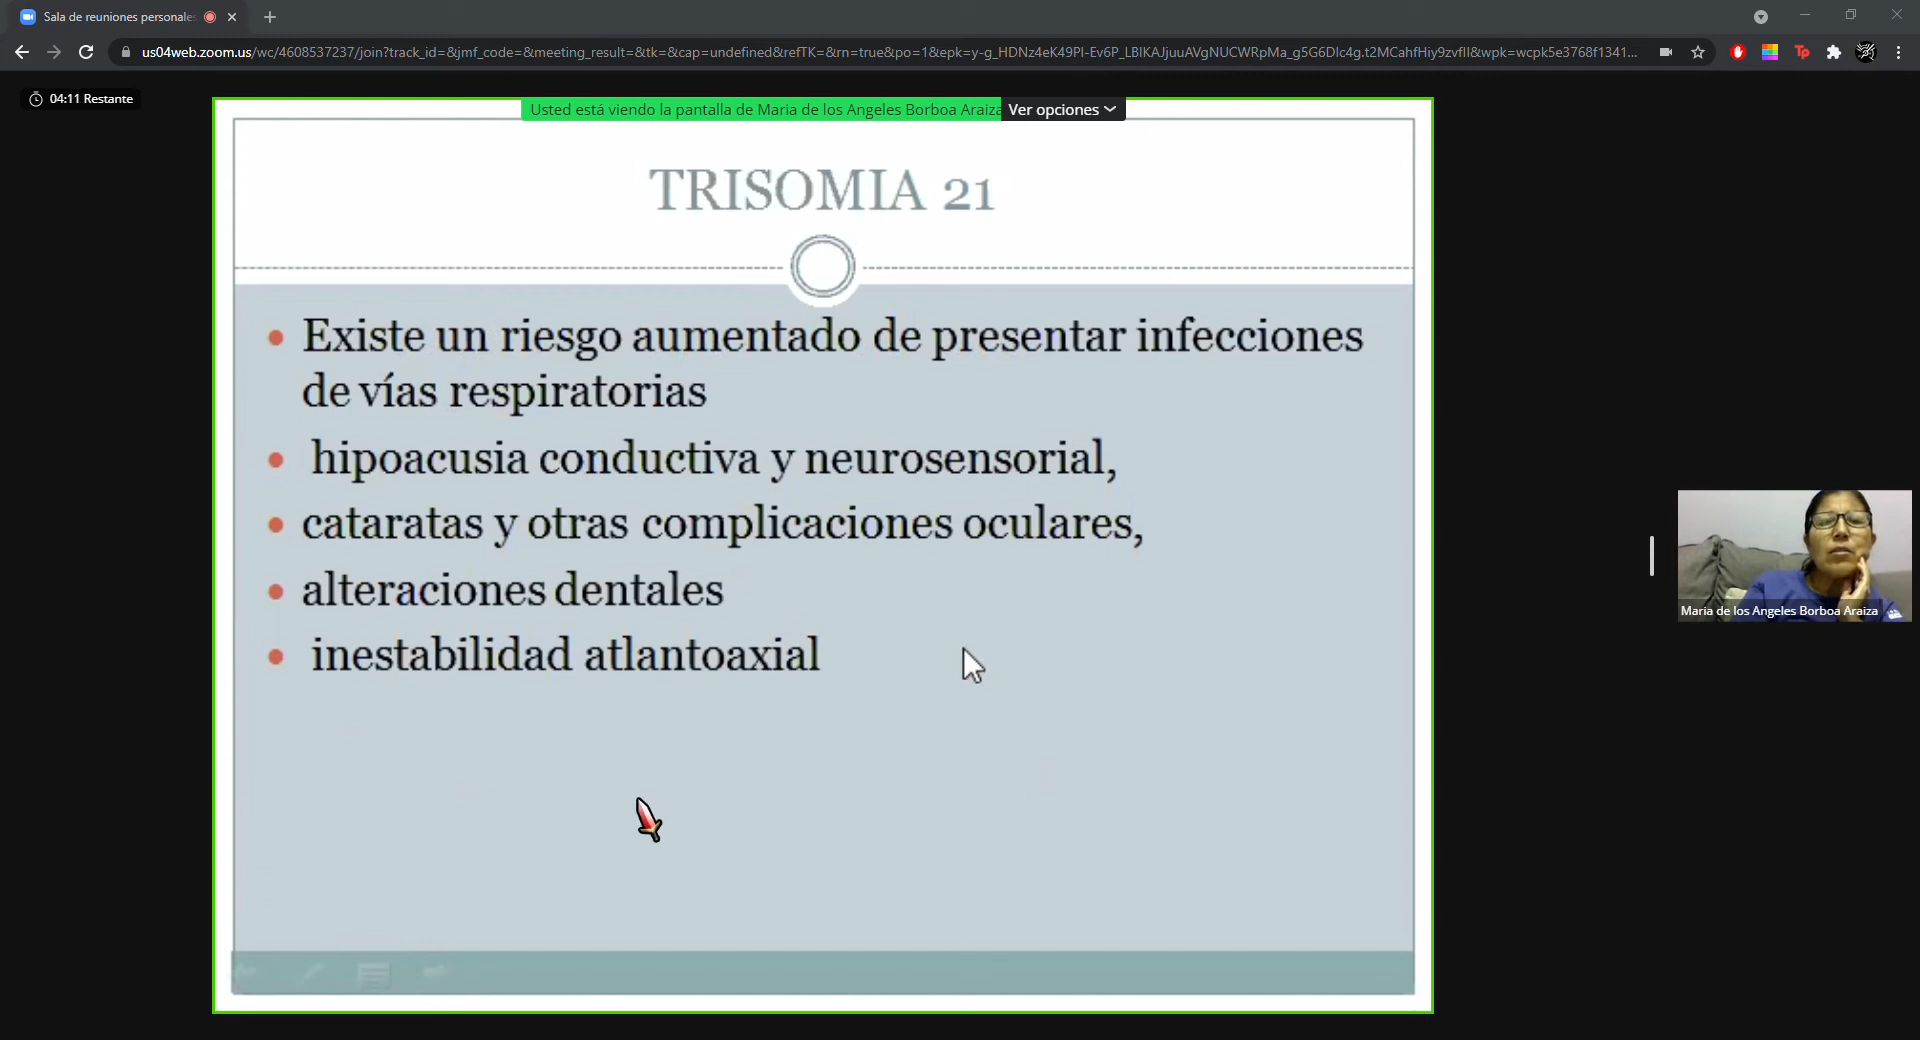 Sala de reuniones personales
us04web.zoom.us/wc/4608537237/join?track_id=&jmf_code=&meeting_result=&tk=&cap=undefined&refTK=&rn=true&po=1&epk=y-g_HDNz4eK49PI-Ev6P_LBIKAJjuuAVgNUCWRpMa_g5G6DIc4g.t2MCahfHiy9zvfII&wpk=wcpk5e3768f1341...
04:11 Restante
Usted está viendo la pantalla de Maria de los Angeles Borboa Araiza
Ver opciones
TRISOMIA 21
Existe un riesgo aumentado de presentar infecciones
de vías respiratorias
hipoacusia conductiva y neurosensorial,
cataratas y otras complicaciones oculares,
alteraciones dentales
inestabilidad atlantoaxial
Maria de los Angeles Borboa Araiza